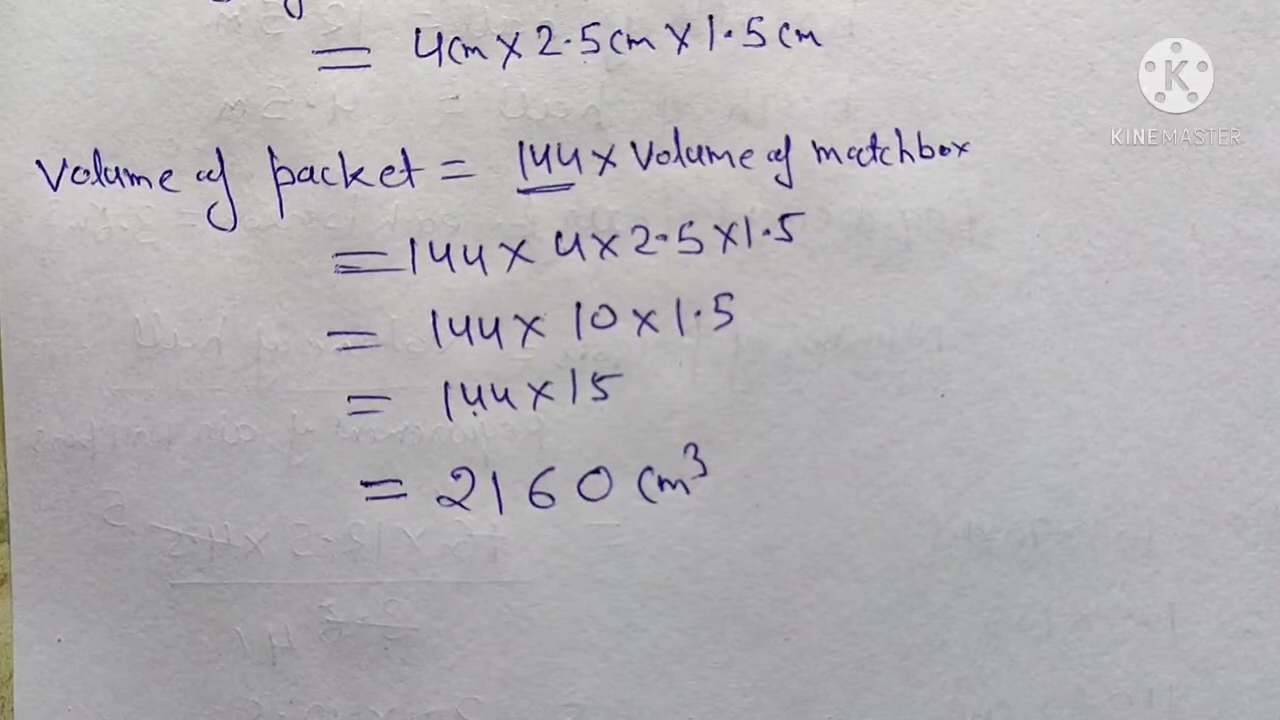 = 4cm × 2.5cm × 1.5cm
Volume of packet = 144 × Volume of matchbox
= 144 × 4 × 2.5 × 1.5
= 144 × 10 × 1.5
= 144 × 15
= 2160 cm³
K
KINEMASTER